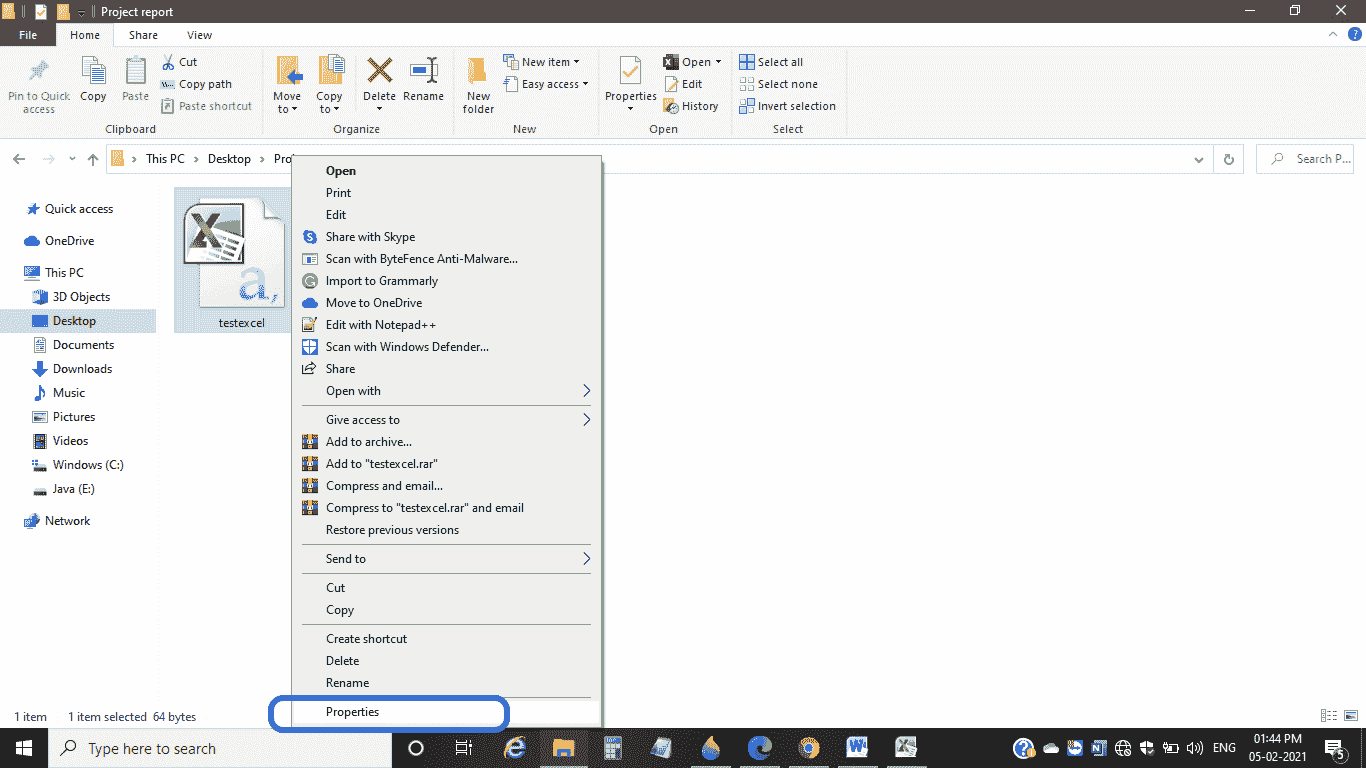 Project report
File
Home
Share
View
Pin to Quick
access
Copy
Paste
Cut
Copy path
Paste shortcut
Clipboard
Move
to
Copy
to
Delete
Rename
Organize
New
folder
New item
Easy access
New
Properties
Open
Edit
History
Open
Select all
Select none
Invert selection
Select
This PC
Desktop
Search P...
Quick access
OneDrive
This PC
3D Objects
Desktop
Documents
Downloads
Music
Pictures
Videos
Windows (C:)
Java (E:)
Network
testexcel
Open
Print
Edit
Share with Skype
Scan with ByteFence Anti-Malware...
Import to Grammarly
Move to OneDrive
Edit with Notepad++
Scan with Windows Defender...
Share
Open with
Give access to
Add to archive...
Add to "testexcel.rar"
Compress and email...
Compress to "testexcel.rar" and email
Restore previous versions
Send to
Cut
Copy
Create shortcut
Delete
Rename
Properties
1 item
1 item selected 64 bytes
Type here to search
ENG
01:44 PM
05-02-2021
5